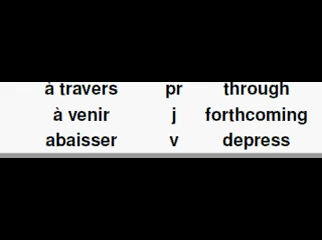 à travers pr through
à venir j forthcoming
abaisser v depress